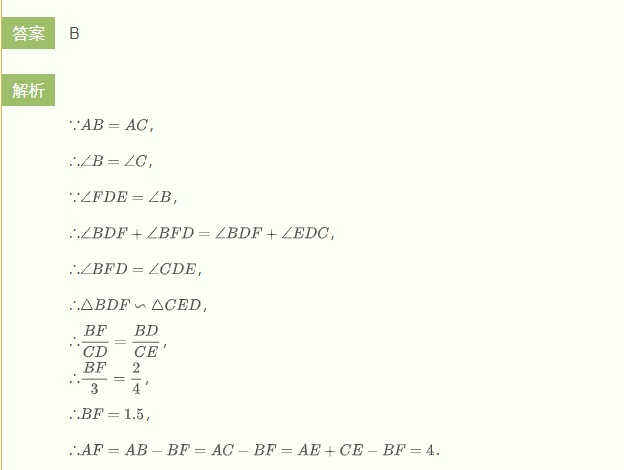 答案 B
解析
∵AB = AC,
∴∠B = ∠C,
∵∠FDE = ∠B,
∴∠BDF + ∠BFD = ∠BDF + ∠EDC,
∴∠BFD = ∠CDE,
∴△BDF ∽ △CED,
∴BF/CD = BD/CE,
∴BF/3 = 2/4,
∴BF = 1.5,
∴AF = AB − BF = AC − BF = AE + CE − BF = 4.